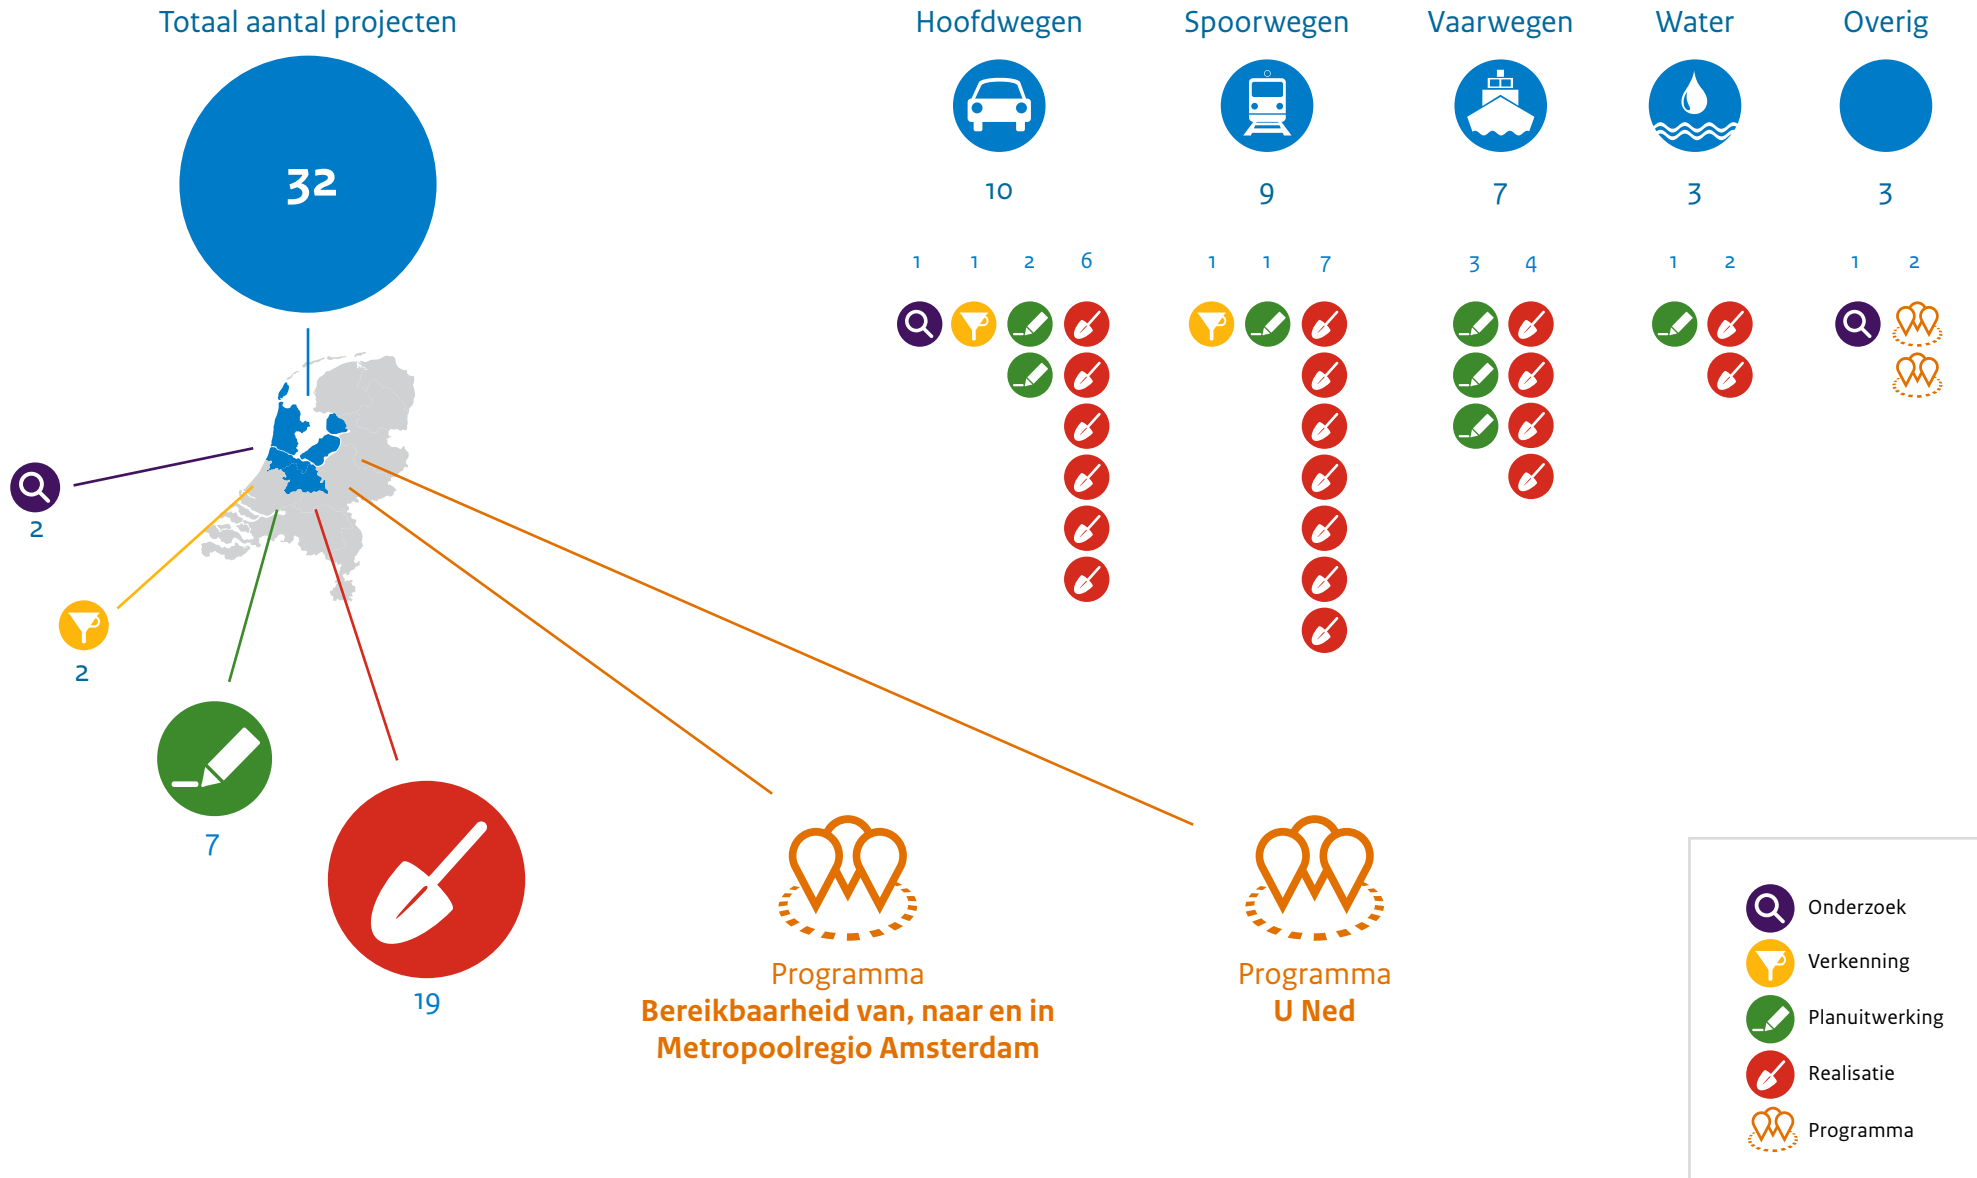 Totaal aantal projecten
32
2
2
7
19
Hoofdwegen
10
1 1 2 6
Spoorwegen
9
1 1 7
Vaarwegen
7
3 4
Water
3
1 2
Overig
3
1 2
Programma
Bereikbaarheid van, naar en in
Metropoolregio Amsterdam
Programma
U Ned
Onderzoek
Verkenning
Planuitwerking
Realisatie
Programma